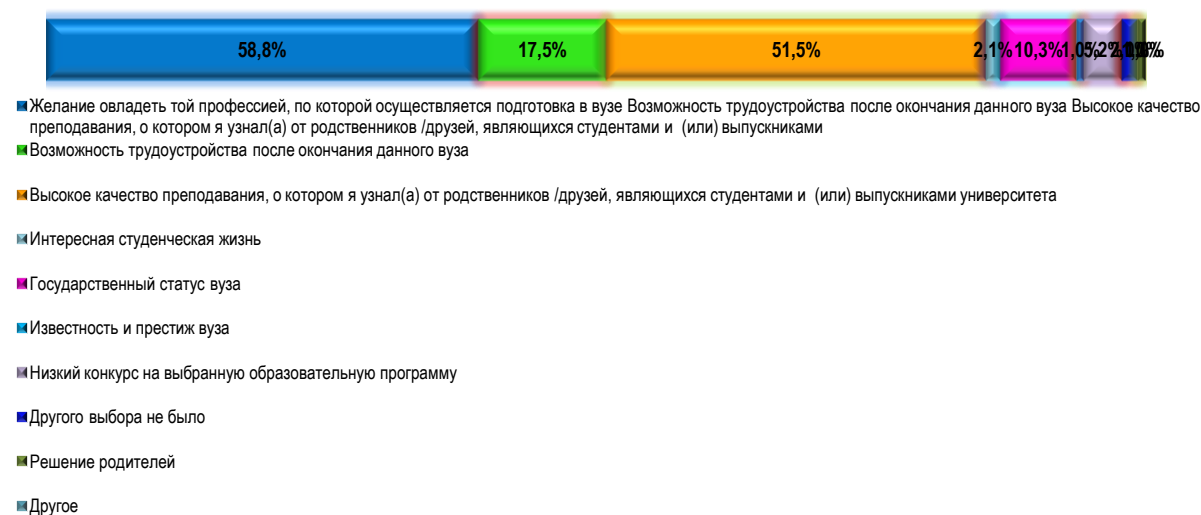 58,8% 17,5% 51,5% 2,1% 10,3% 1,0% 5,2%
Желание овладеть той профессией, по которой осуществляется подготовка в вузе Возможность трудоустройства после окончания данного вуза Высокое качество
преподавания, о котором я узнал(а) от родственников /друзей, являющихся студентами и (или) выпускниками
Возможность трудоустройства после окончания данного вуза
Высокое качество преподавания, о котором я узнал(а) от родственников /друзей, являющихся студентами и (или) выпускниками университета
Интересная студенческая жизнь
Государственный статус вуза
Известность и престиж вуза
Низкий конкурс на выбранную образовательную программу
Другого выбора не было
Решение родителей
Другое